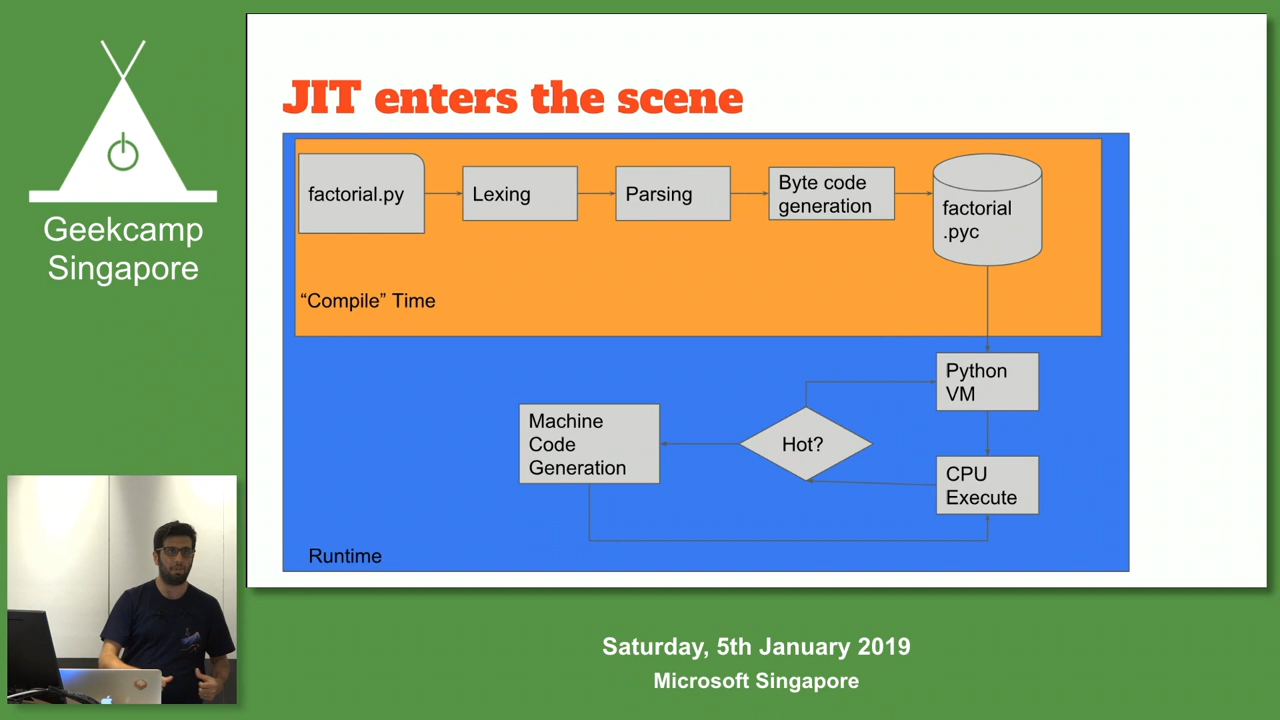 Geekcamp
Singapore
JIT enters the scene
factorial.py
Lexing
Parsing
Byte code
generation
factorial
.pyc
“Compile” Time
Python
VM
Hot?
Machine
Code
Generation
CPU
Execute
Runtime
Saturday, 5th January 2019
Microsoft Singapore